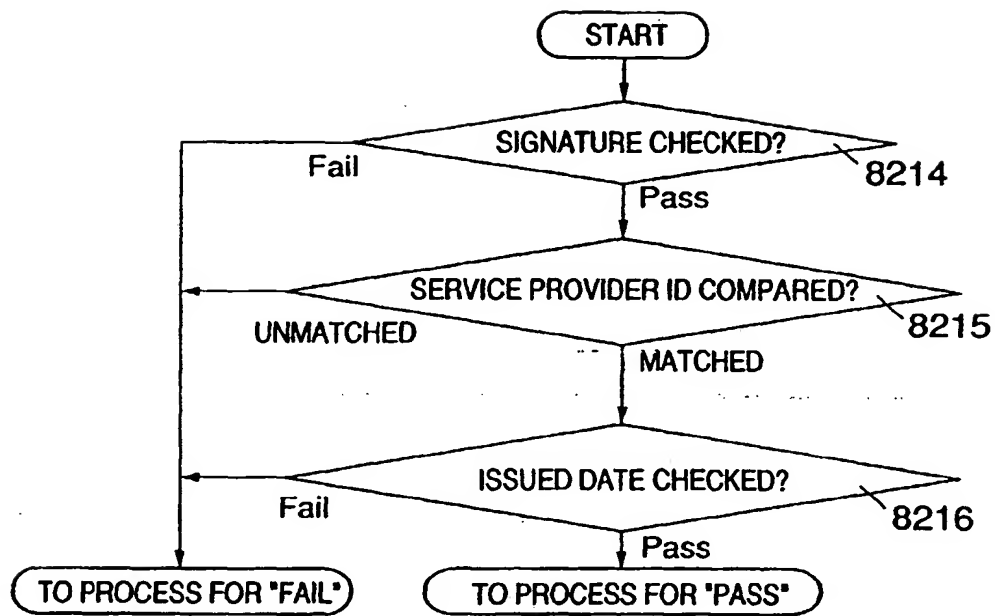 START
SIGNATURE CHECKED?
8214
Fail
Pass
SERVICE PROVIDER ID COMPARED?
8215
UNMATCHED
MATCHED
ISSUED DATE CHECKED?
8216
Fail
Pass
TO PROCESS FOR "FAIL"
TO PROCESS FOR "PASS"